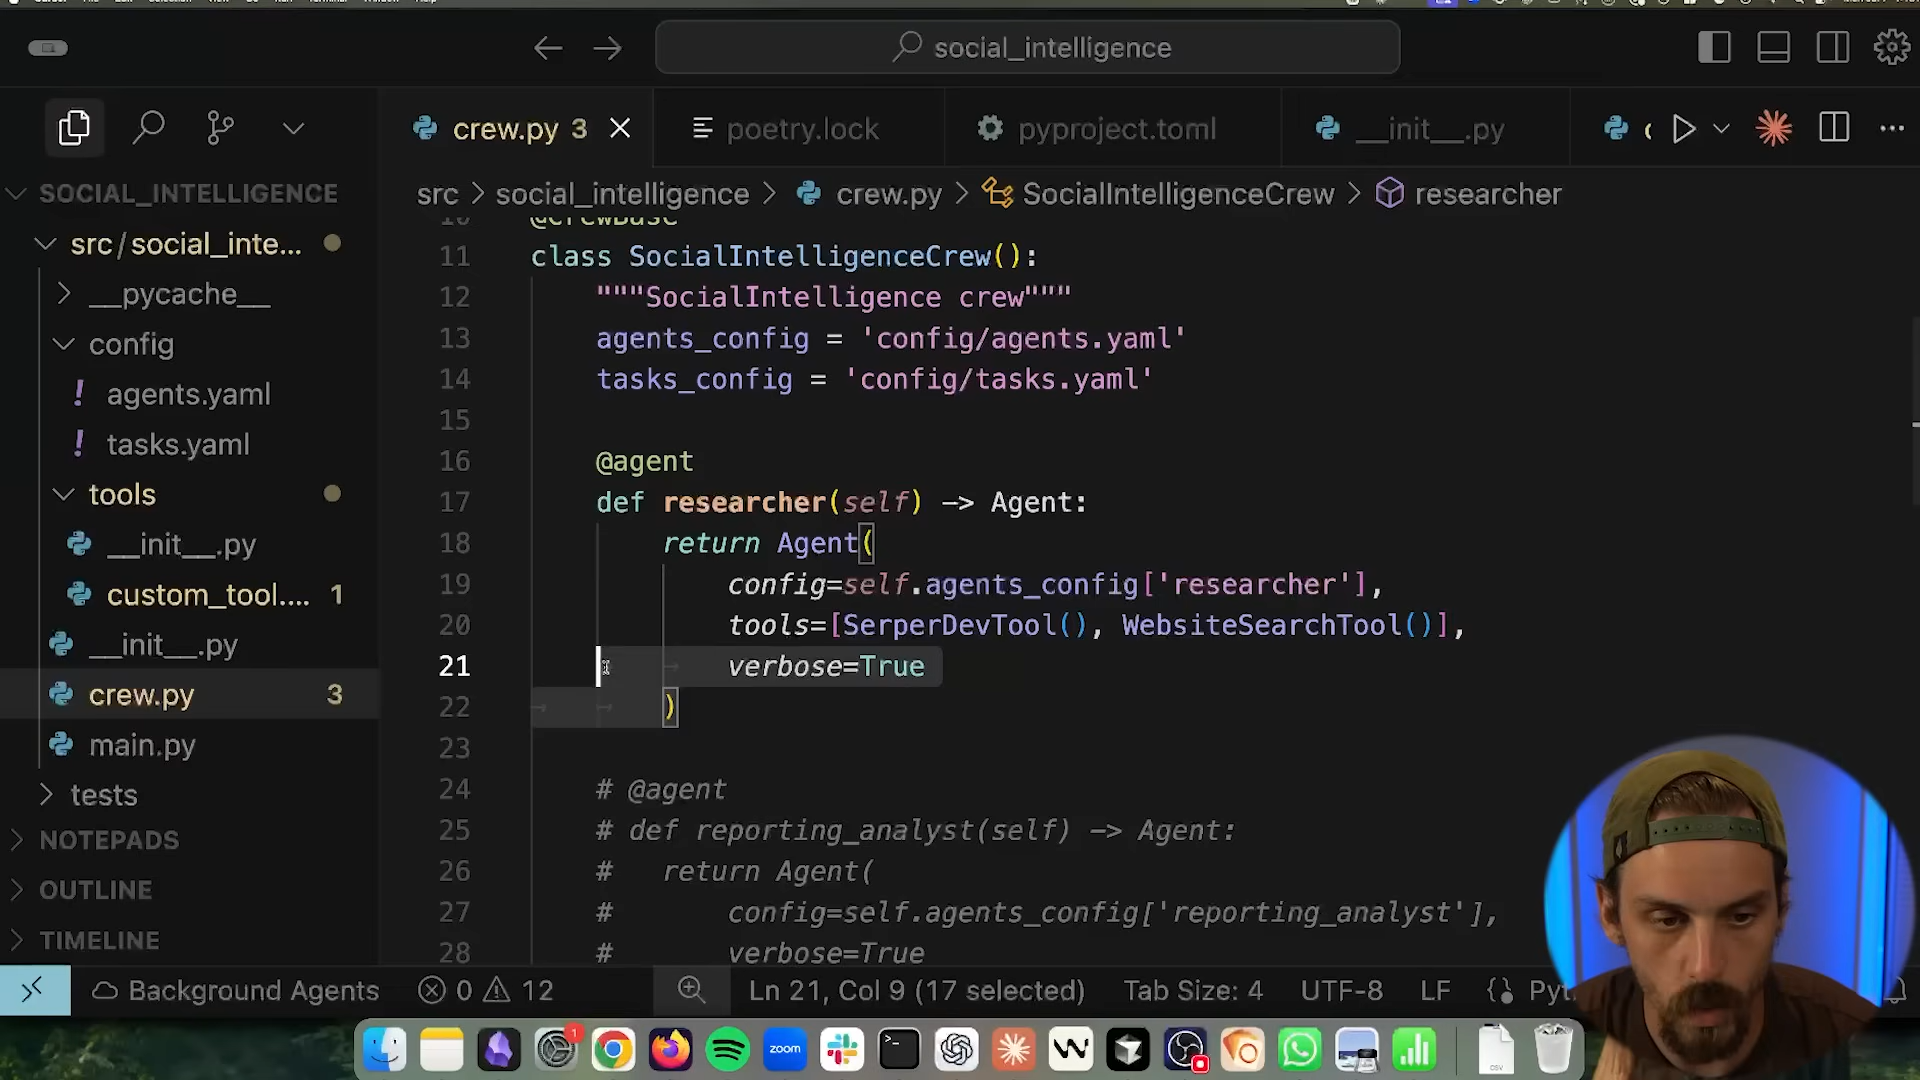 social_intelligence
crew.py 3
poetry.lock
pyproject.toml
__init__.py
SOCIAL_INTELLIGENCE
src > social_intelligence > crew.py > SocialIntelligenceCrew > researcher
src/social_inte...
__pycache__
config
agents.yaml
tasks.yaml
tools
__init__.py
custom_tool.... 1
__init__.py
crew.py 3
main.py
tests
NOTEPADS
OUTLINE
TIMELINE
10 @CrewBase
11 class SocialIntelligenceCrew():
12 """SocialIntelligence crew"""
13 agents_config = 'config/agents.yaml'
14 tasks_config = 'config/tasks.yaml'
15
16 @agent
17 def researcher(self) -> Agent:
18 return Agent(
19 config=self.agents_config['researcher'],
20 tools=[SerperDevTool(), WebsiteSearchTool()],
21 verbose=True
22 )
23
24 # @agent
25 # def reporting_analyst(self) -> Agent:
26 # return Agent(
27 # config=self.agents_config['reporting_analyst'],
28 # verbose=True
Background Agents 0 12 Ln 21, Col 9 (17 selected) Tab Size: 4 UTF-8 LF {}
1
zoom
CSV